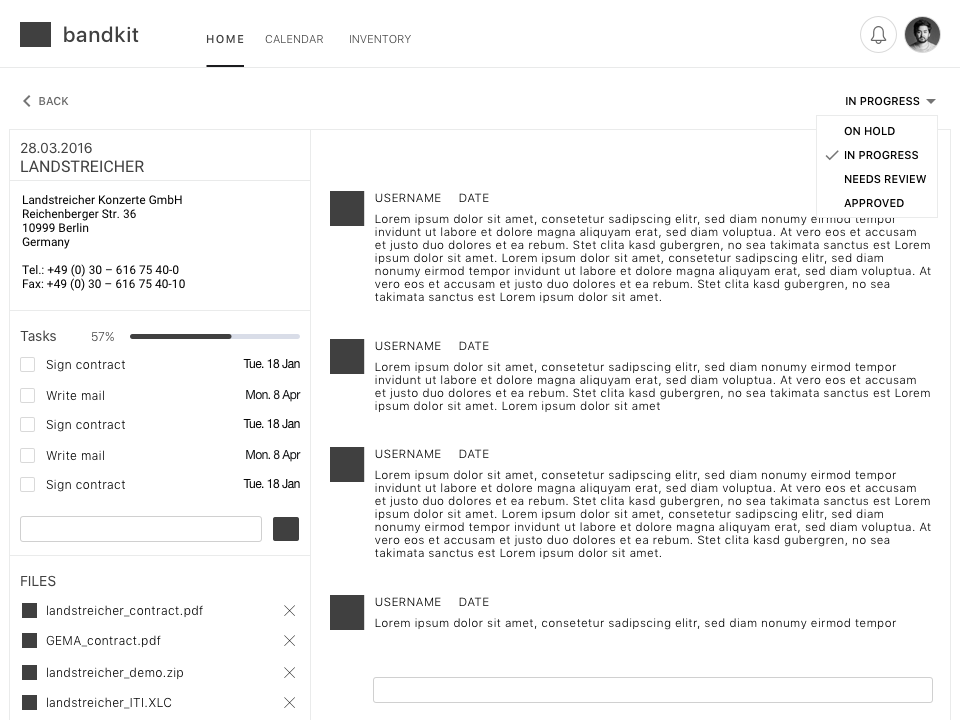 bandkit
HOME CALENDAR INVENTORY
BACK
IN PROGRESS
ON HOLD
IN PROGRESS
NEEDS REVIEW
APPROVED
28.03.2016
LANDSTREICHER
Landstreicher Konzerte GmbH
Reichenberger Str. 36
10999 Berlin
Germany
Tel.: +49 (0) 30 – 616 75 40-0
Fax: +49 (0) 30 – 616 75 40-10
Tasks 57%
Sign contract Tue. 18 Jan
Write mail Mon. 8 Apr
Sign contract Tue. 18 Jan
Write mail Mon. 8 Apr
Sign contract Tue. 18 Jan
FILES
landstreicher_contract.pdf
GEMA_contract.pdf
landstreicher_demo.zip
landstreicher_ITI.XLC
USERNAME DATE
Lorem ipsum dolor sit amet, consetetur sadipscing elitr, sed diam nonumy eirmod tempor
invidunt ut labore et dolore magna aliquyam erat, sed diam voluptua. At vero eos et accusam
et justo duo dolores et ea rebum. Stet clita kasd gubergren, no sea takimata sanctus est Lorem
ipsum dolor sit amet. Lorem ipsum dolor sit amet, consetetur sadipscing elitr, sed diam
nonumy eirmod tempor invidunt ut labore et dolore magna aliquyam erat, sed diam voluptua. At
vero eos et accusam et justo duo dolores et ea rebum. Stet clita kasd gubergren, no sea
takimata sanctus est Lorem ipsum dolor sit amet.
USERNAME DATE
Lorem ipsum dolor sit amet, consetetur sadipscing elitr, sed diam nonumy eirmod tempor
invidunt ut labore et dolore magna aliquyam erat, sed diam voluptua. At vero eos et accusam
et justo duo dolores et ea rebum. Stet clita kasd gubergren, no sea takimata sanctus est Lorem
ipsum dolor sit amet. Lorem ipsum dolor sit amet
USERNAME DATE
Lorem ipsum dolor sit amet, consetetur sadipscing elitr, sed diam nonumy eirmod tempor
invidunt ut labore et dolore magna aliquyam erat, sed diam voluptua. At vero eos et accusam
et justo duo dolores et ea rebum. Stet clita kasd gubergren, no sea takimata sanctus est Lorem
ipsum dolor sit amet. Lorem ipsum dolor sit amet, consetetur sadipscing elitr, sed diam
nonumy eirmod tempor invidunt ut labore et dolore magna aliquyam erat, sed diam voluptua. At
vero eos et accusam et justo duo dolores et ea rebum. Stet clita kasd gubergren, no sea
takimata sanctus est Lorem ipsum dolor sit amet.
USERNAME DATE
Lorem ipsum dolor sit amet, consetetur sadipscing elitr, sed diam nonumy eirmod tempor